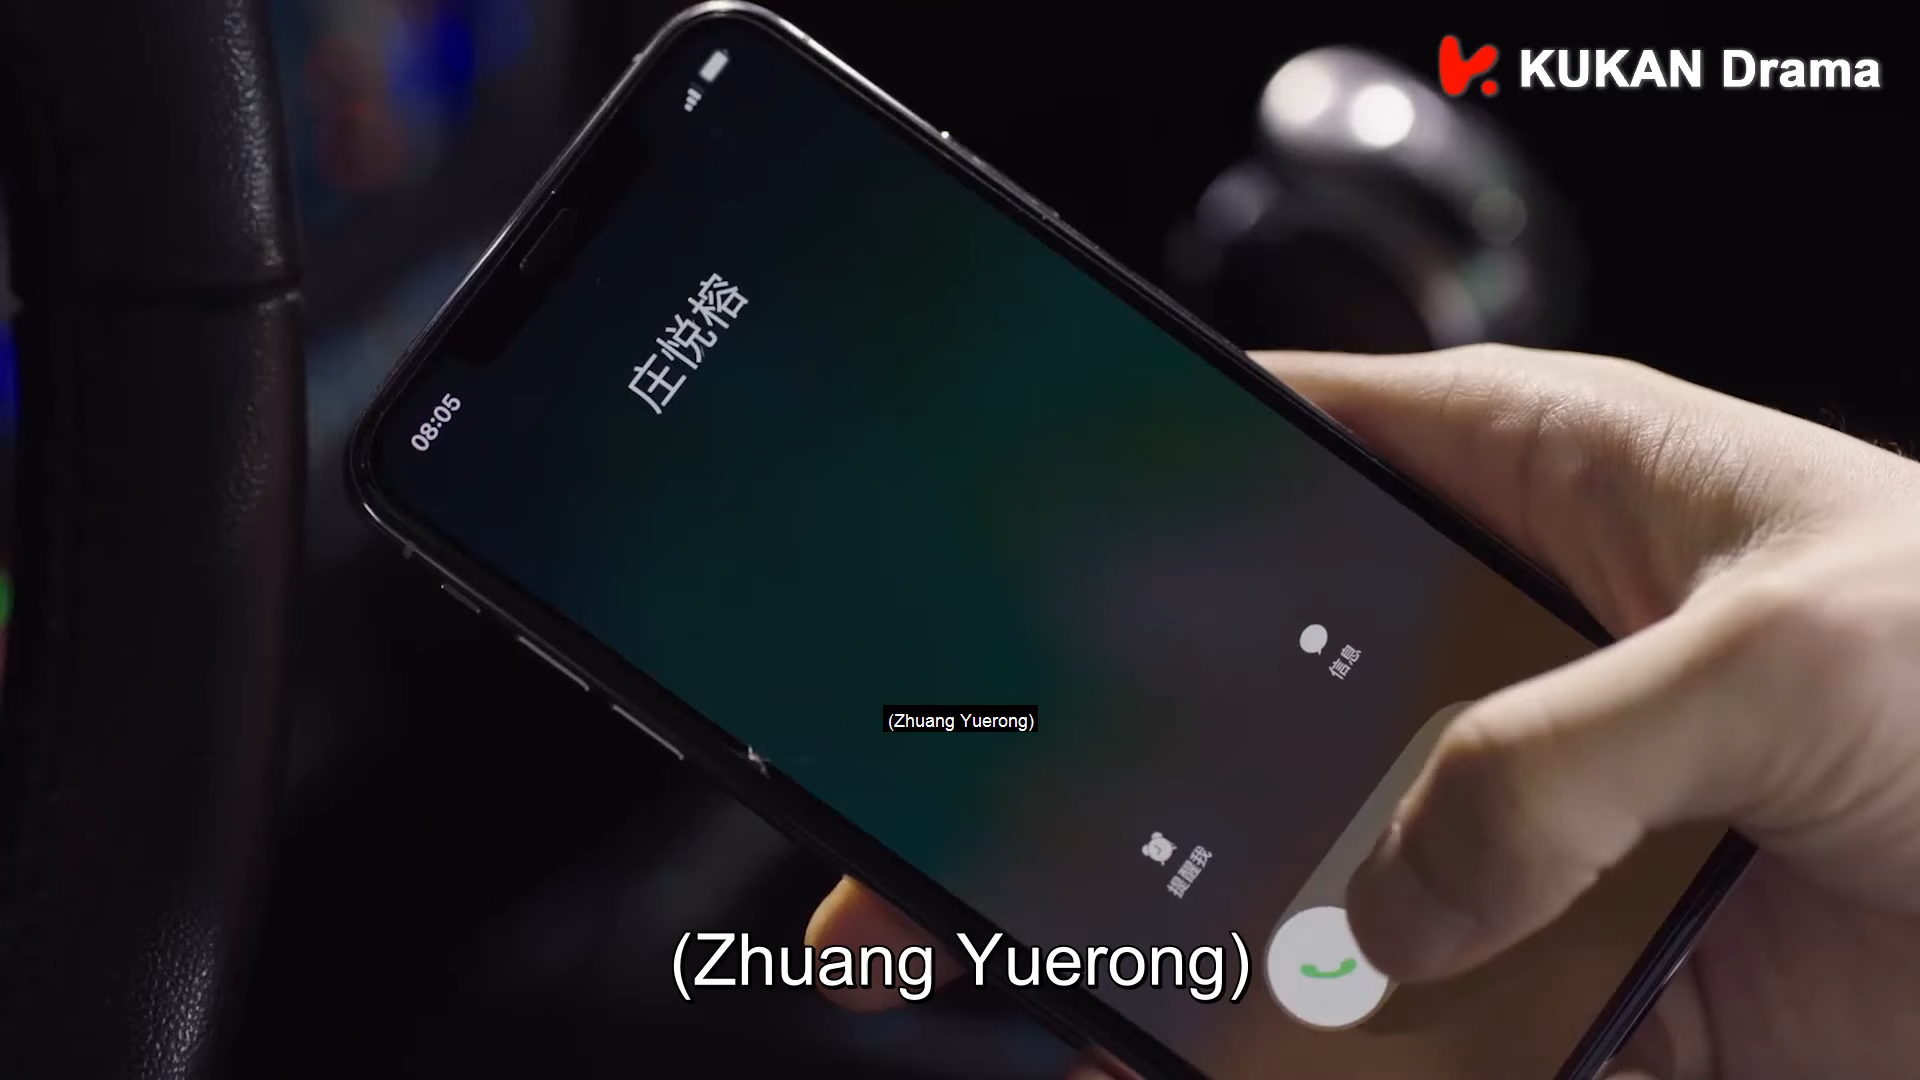 KUKAN Drama
08:05
庄悦榕
信息
提醒我
(Zhuang Yuerong)
(Zhuang Yuerong)